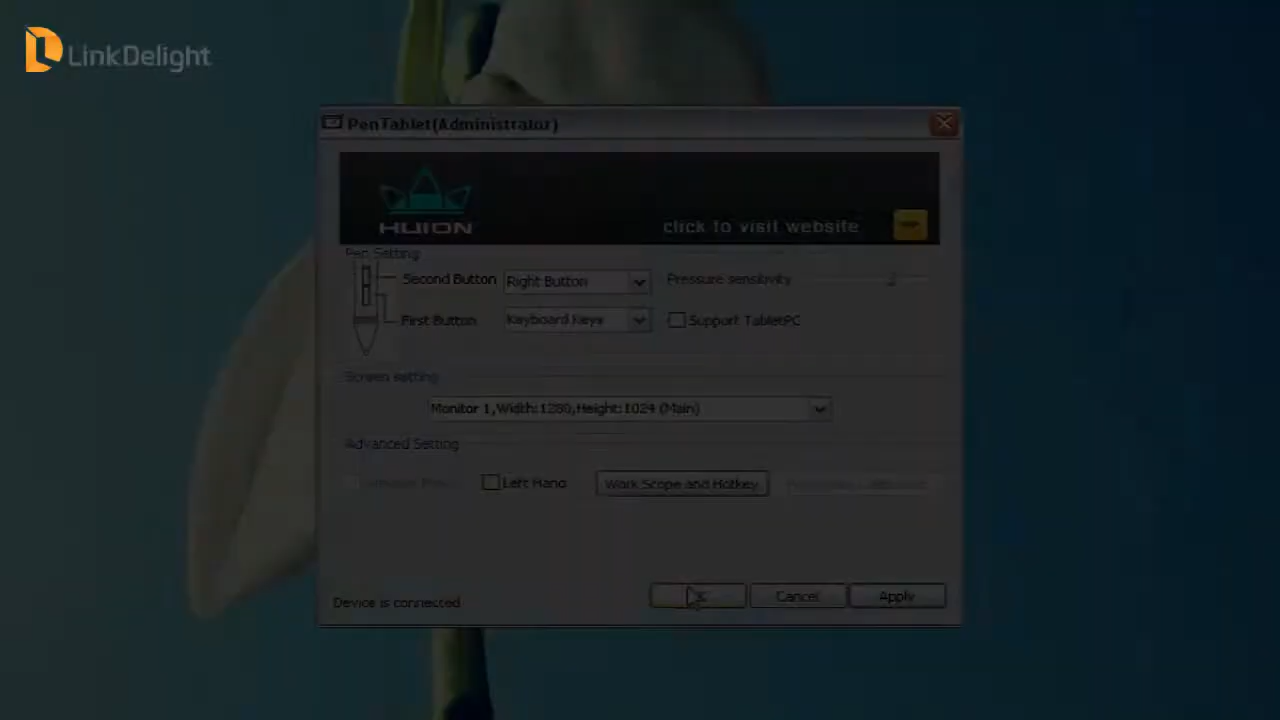 LinkDelight
PenTablet(Administrator)
HUION
click to visit website
Pen Setting
Second Button Right Button Pressure sensitivity
First Button Keyboard Keys Support TabletPC
Screen setting
Monitor 1,Width:1280,Height:1024 (Main)
Advanced Setting
Left Hand Work Scope and Hotkey
Device is connected Cancel Apply